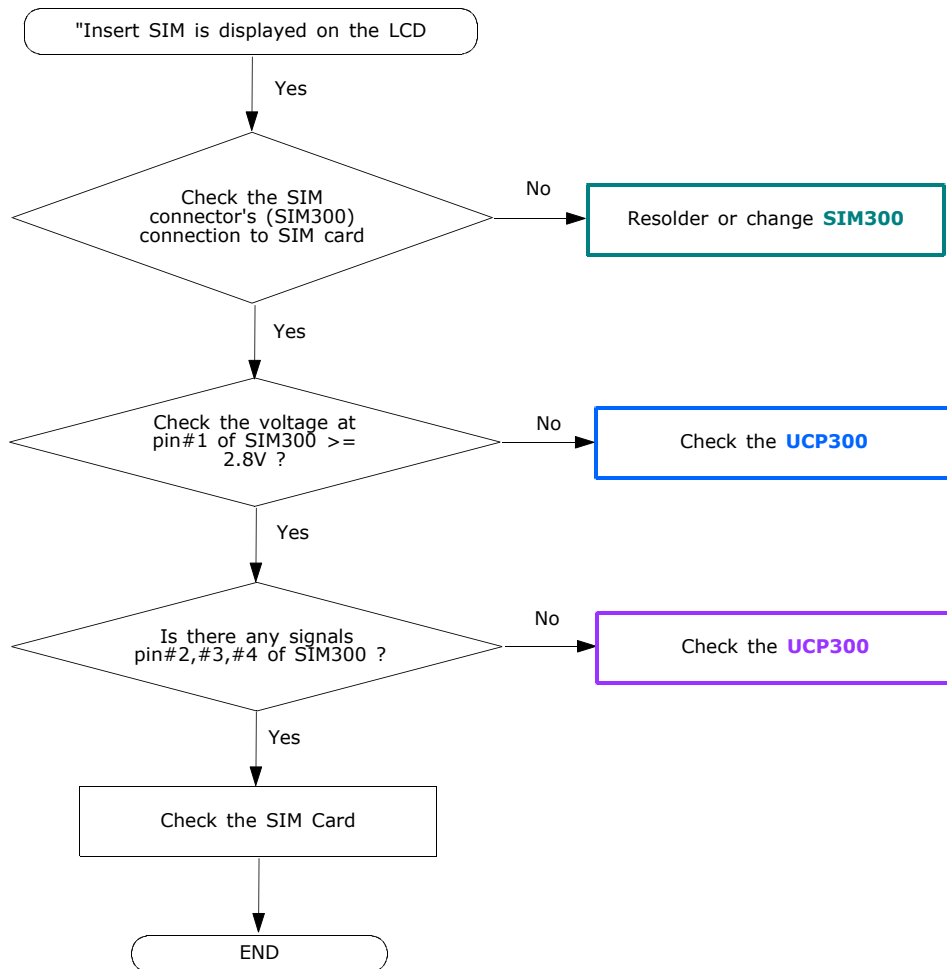 "Insert SIM is displayed on the LCD
Yes
Check the SIM
connector's (SIM300)
connection to SIM card
No
Resolder or change SIM300
Yes
Check the voltage at
pin#1 of SIM300 >=
2.8V ?
No
Check the UCP300
Yes
Is there any signals
pin#2,#3,#4 of SIM300 ?
No
Check the UCP300
Yes
Check the SIM Card
END